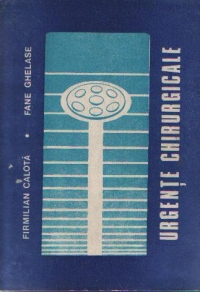 FIRMILIAN CALOTĂ • FANE GHELASE
URGENȚE CHIRURGICALE